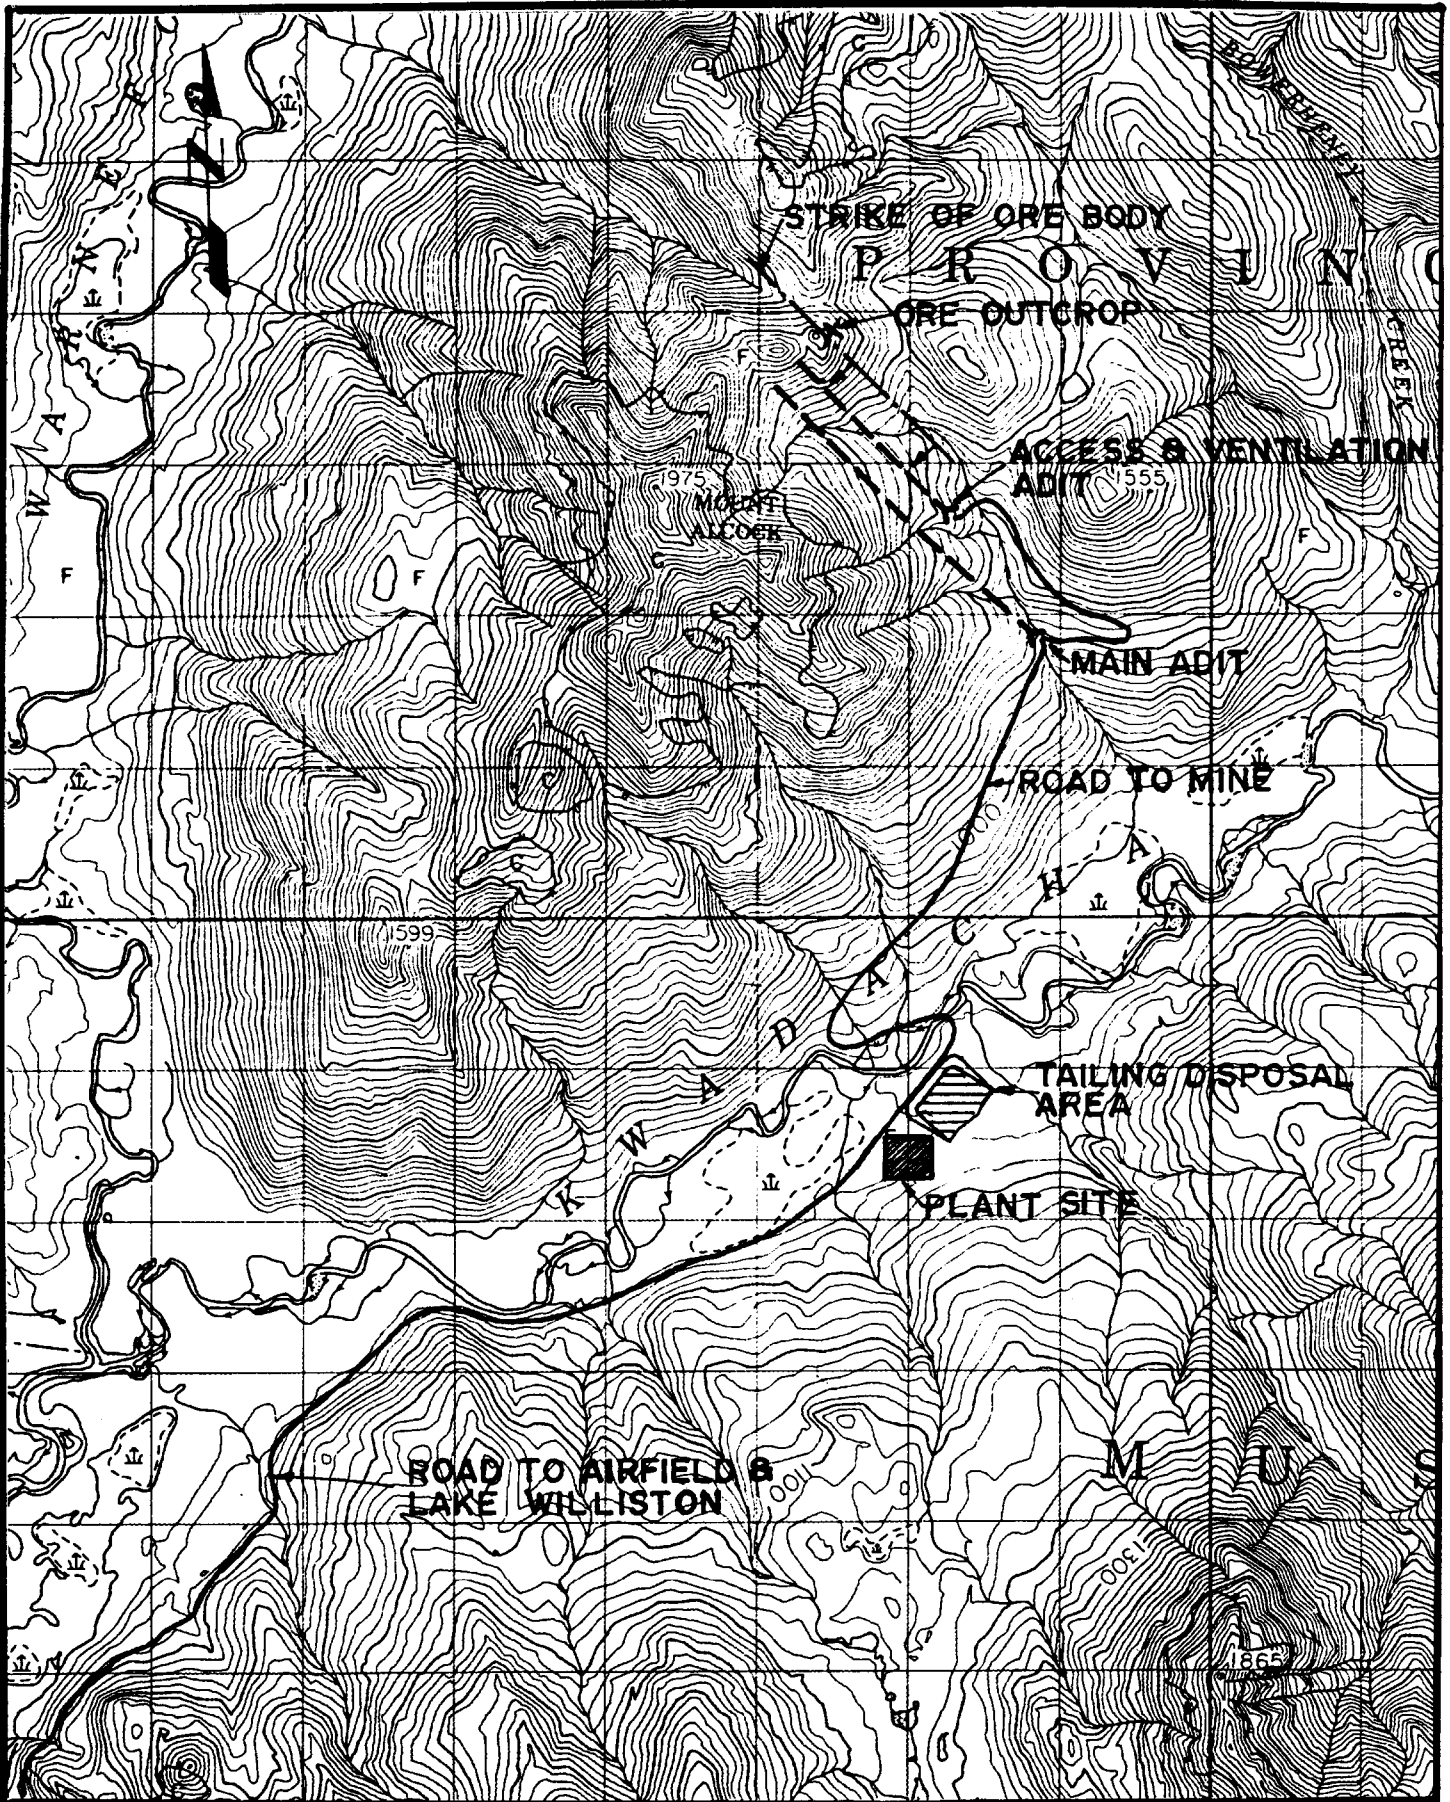 BOWERBENEY
CREEK
N
STRIKE OF ORE BODY
P R O V I N C
ORE OUTCROP
W A R N E F
F
F
F
F
ACCESS & VENTILATION
ADIT
1555
1975
MOUNT
ALCOCK
C
C
MAIN ADIT
ROAD TO MINE
C
C
1599
K W A D A C H A
TAILING DISPOSAL
AREA
PLANT SITE
ROAD TO AIRFIELD &
LAKE WILLISTON
1100
M U S
1300
1865